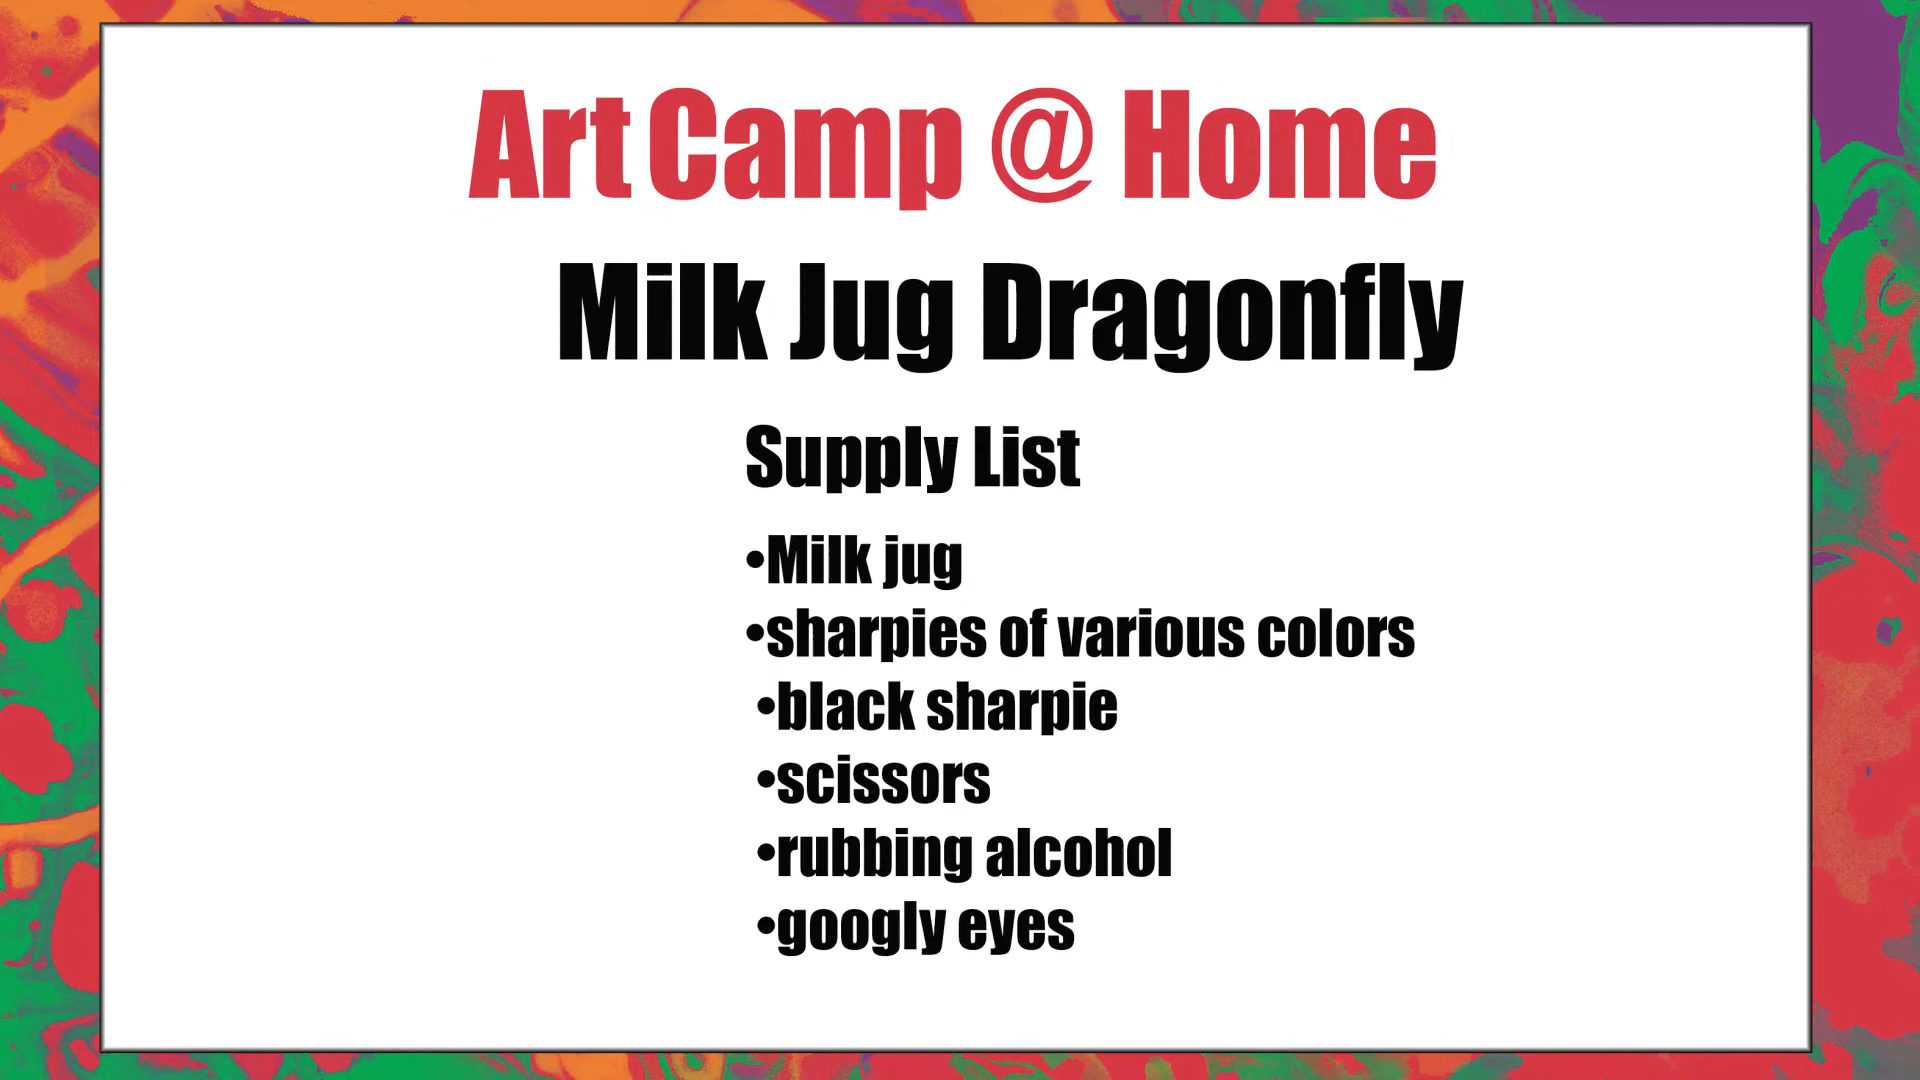 Art Camp @ Home
Milk Jug Dragonfly
Supply List
•Milk jug
•sharpies of various colors
•black sharpie
•scissors
•rubbing alcohol
•googly eyes